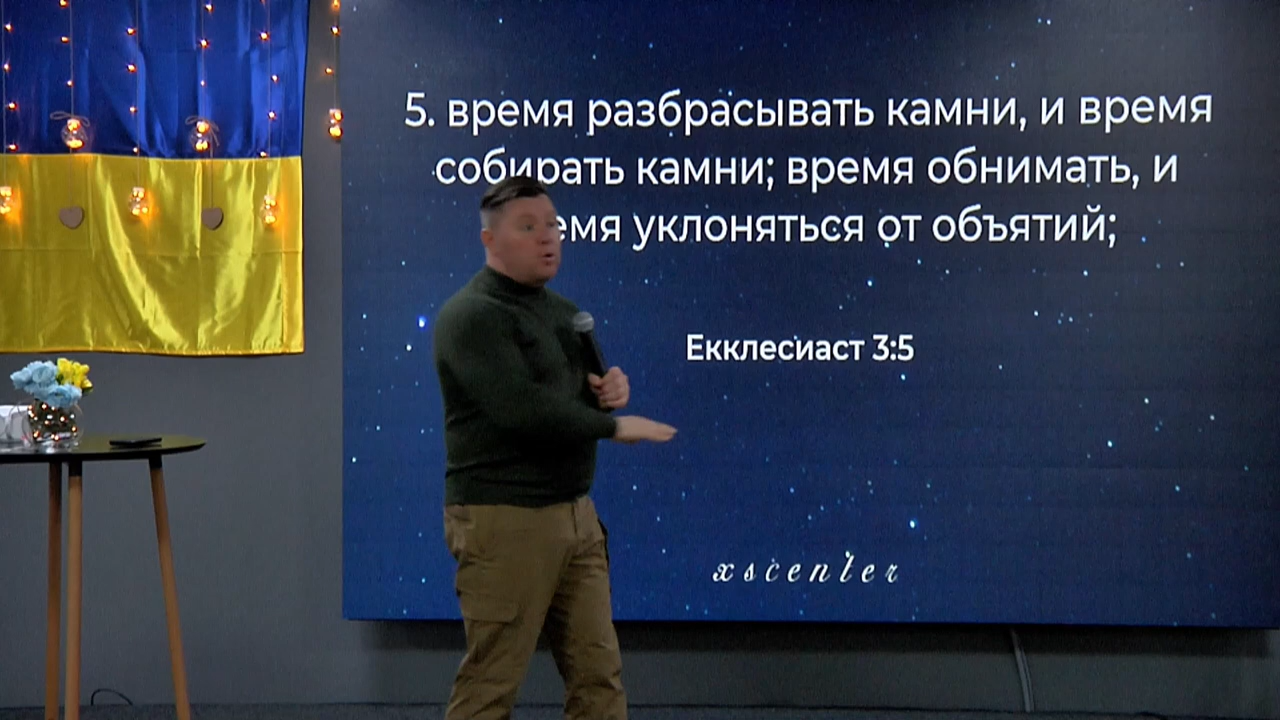 5. время разбрасывать камни, и время
собирать камни; время обнимать, и
уклоняться от объятий;
Екклесиаст 3:5
xscenter